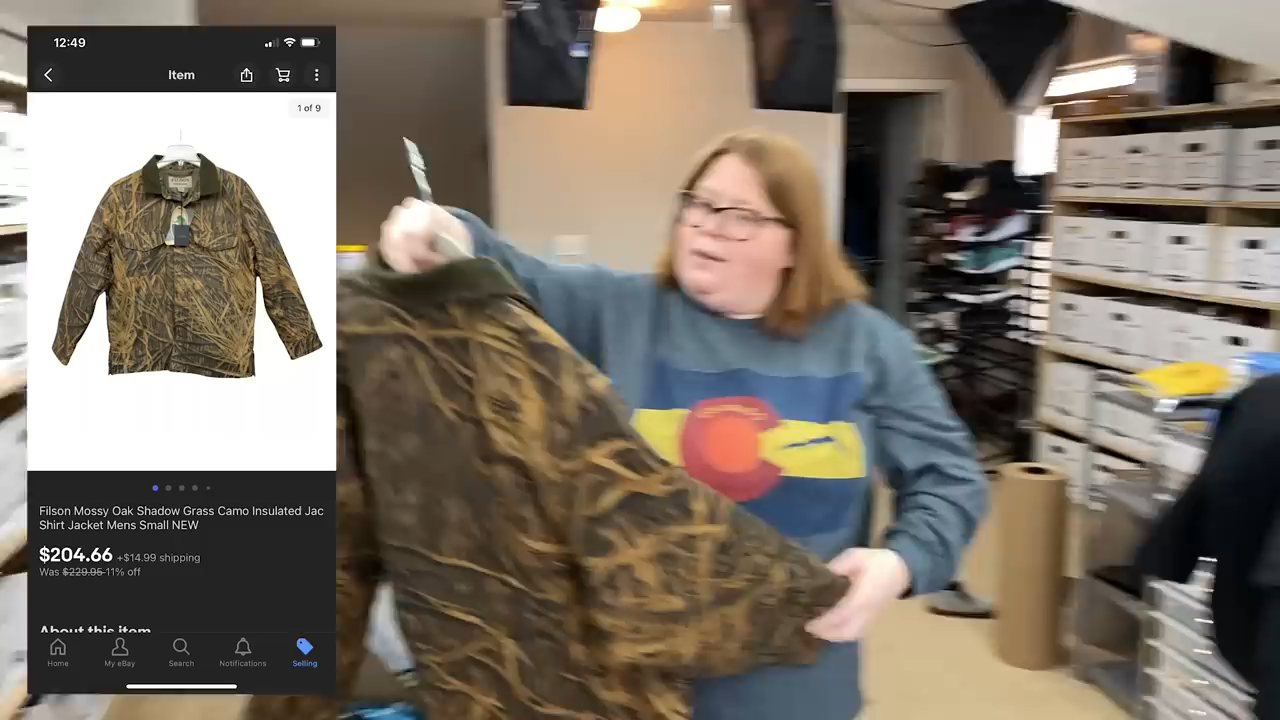 12:49
Item
1 of 9
FILSON
Filson Mossy Oak Shadow Grass Camo Insulated Jac
Shirt Jacket Mens Small NEW
$204.66 +$14.99 shipping
Was $229.95 11% off
About this item
Home
My eBay
Search
Notifications
Selling